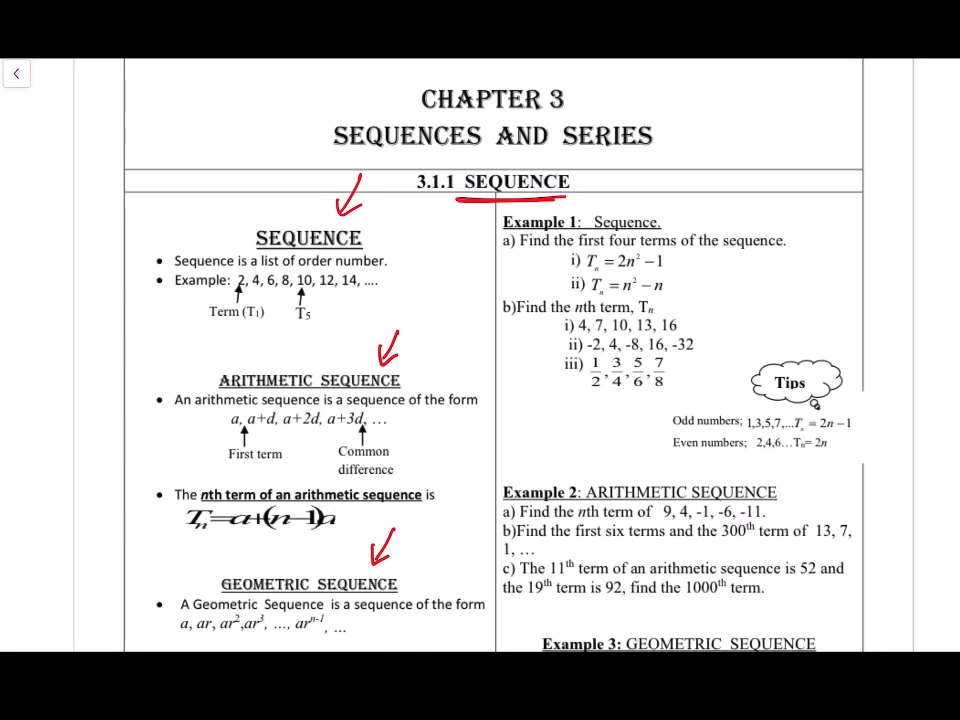 CHAPTER 3
SEQUENCES AND SERIES
3.1.1 SEQUENCE
SEQUENCE
• Sequence is a list of order number.
• Example: 2, 4, 6, 8, 10, 12, 14, ....
Term (T₁) T₅
ARITHMETIC SEQUENCE
• An arithmetic sequence is a sequence of the form
a, a+d, a+2d, a+3d, …
First term
Common
difference
• The nth term of an arithmetic sequence is
Tₙ=a+(n−1)d
GEOMETRIC SEQUENCE
• A Geometric Sequence is a sequence of the form
a, ar, ar²,ar³, …, arⁿ⁻¹, …
Example 1: Sequence.
a) Find the first four terms of the sequence.
i) Tₙ = 2n² −1
ii) Tₙ = n² − n
b)Find the nth term, Tₙ
i) 4, 7, 10, 13, 16
ii) -2, 4, -8, 16, -32
iii) 1/2, 3/4, 5/6, 7/8
Tips
Odd numbers; 1,3,5,7,...Tₙ = 2n −1
Even numbers; 2,4,6…Tₙ= 2n
Example 2: ARITHMETIC SEQUENCE
a) Find the nth term of 9, 4, -1, -6, -11.
b)Find the first six terms and the 300th term of 13, 7,
1, …
c) The 11th term of an arithmetic sequence is 52 and
the 19th term is 92, find the 1000th term.
Example 3: GEOMETRIC SEQUENCE